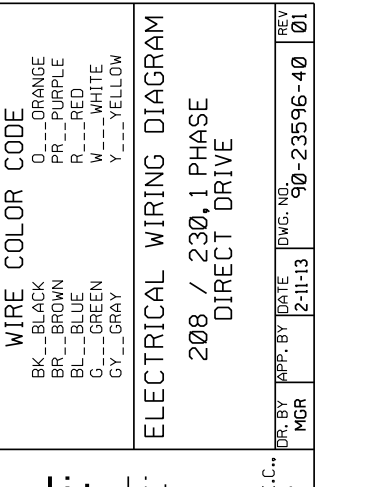 WIRE COLOR CODE
BK__BLACK O___ORANGE
BR__BROWN PR__PURPLE
BL__BLUE R___RED
G___GREEN W___WHITE
GY__GRAY Y___YELLOW
ELECTRICAL WIRING DIAGRAM
208 / 230, 1 PHASE
DIRECT DRIVE
DR. BY APP. BY DATE DWG. NO. REV
MGR 2-11-13 90-23596-40 01